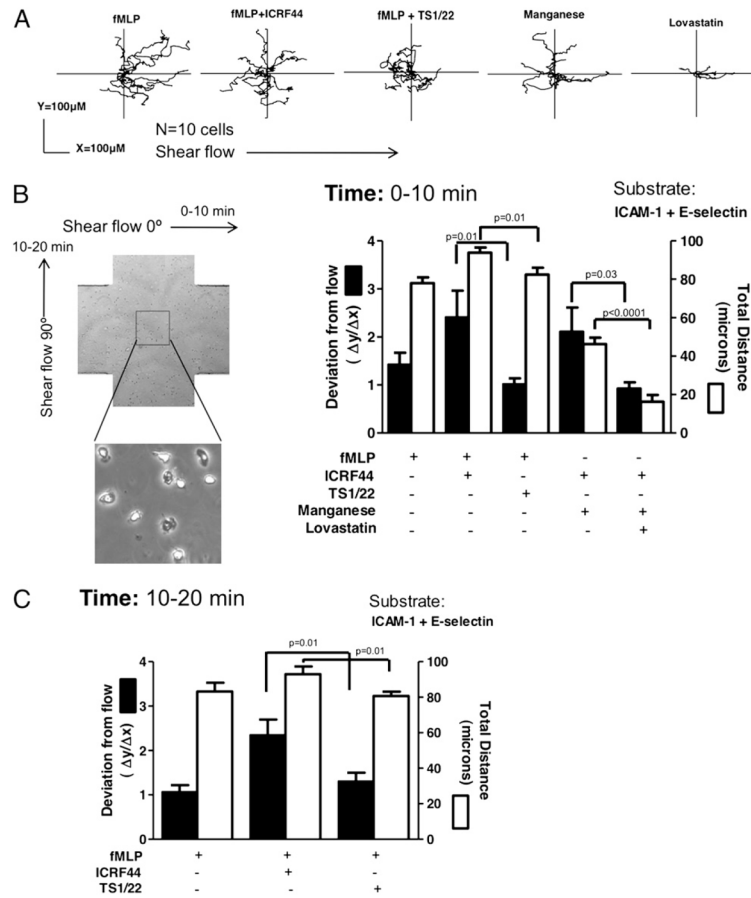 A
fMLP
fMLP+ICRF44
fMLP + TS1/22
Manganese
Lovastatin
Y=100µM
X=100µM
N=10 cells
Shear flow
B
Shear flow 0º
0-10 min
10-20 min
Shear flow 90º
Time: 0-10 min
Substrate:
ICAM-1 + E-selectin
p=0.01
p=0.01
p=0.03
p<0.0001
Deviation from flow
( Δy/Δx)
4
3
2
1
0
100
80
60
40
20
0
Total Distance
(microns)
fMLP + + + - -
ICRF44 - + - + +
TS1/22 - - + - -
Manganese - - - + +
Lovastatin - - - - +
C
Time: 10-20 min
Substrate:
ICAM-1 + E-selectin
p=0.01
p=0.01
Deviation from flow
( Δy/Δx)
4
3
2
1
0
100
80
60
40
20
0
Total Distance
(microns)
fMLP + + +
ICRF44 - + -
TS1/22 - - +